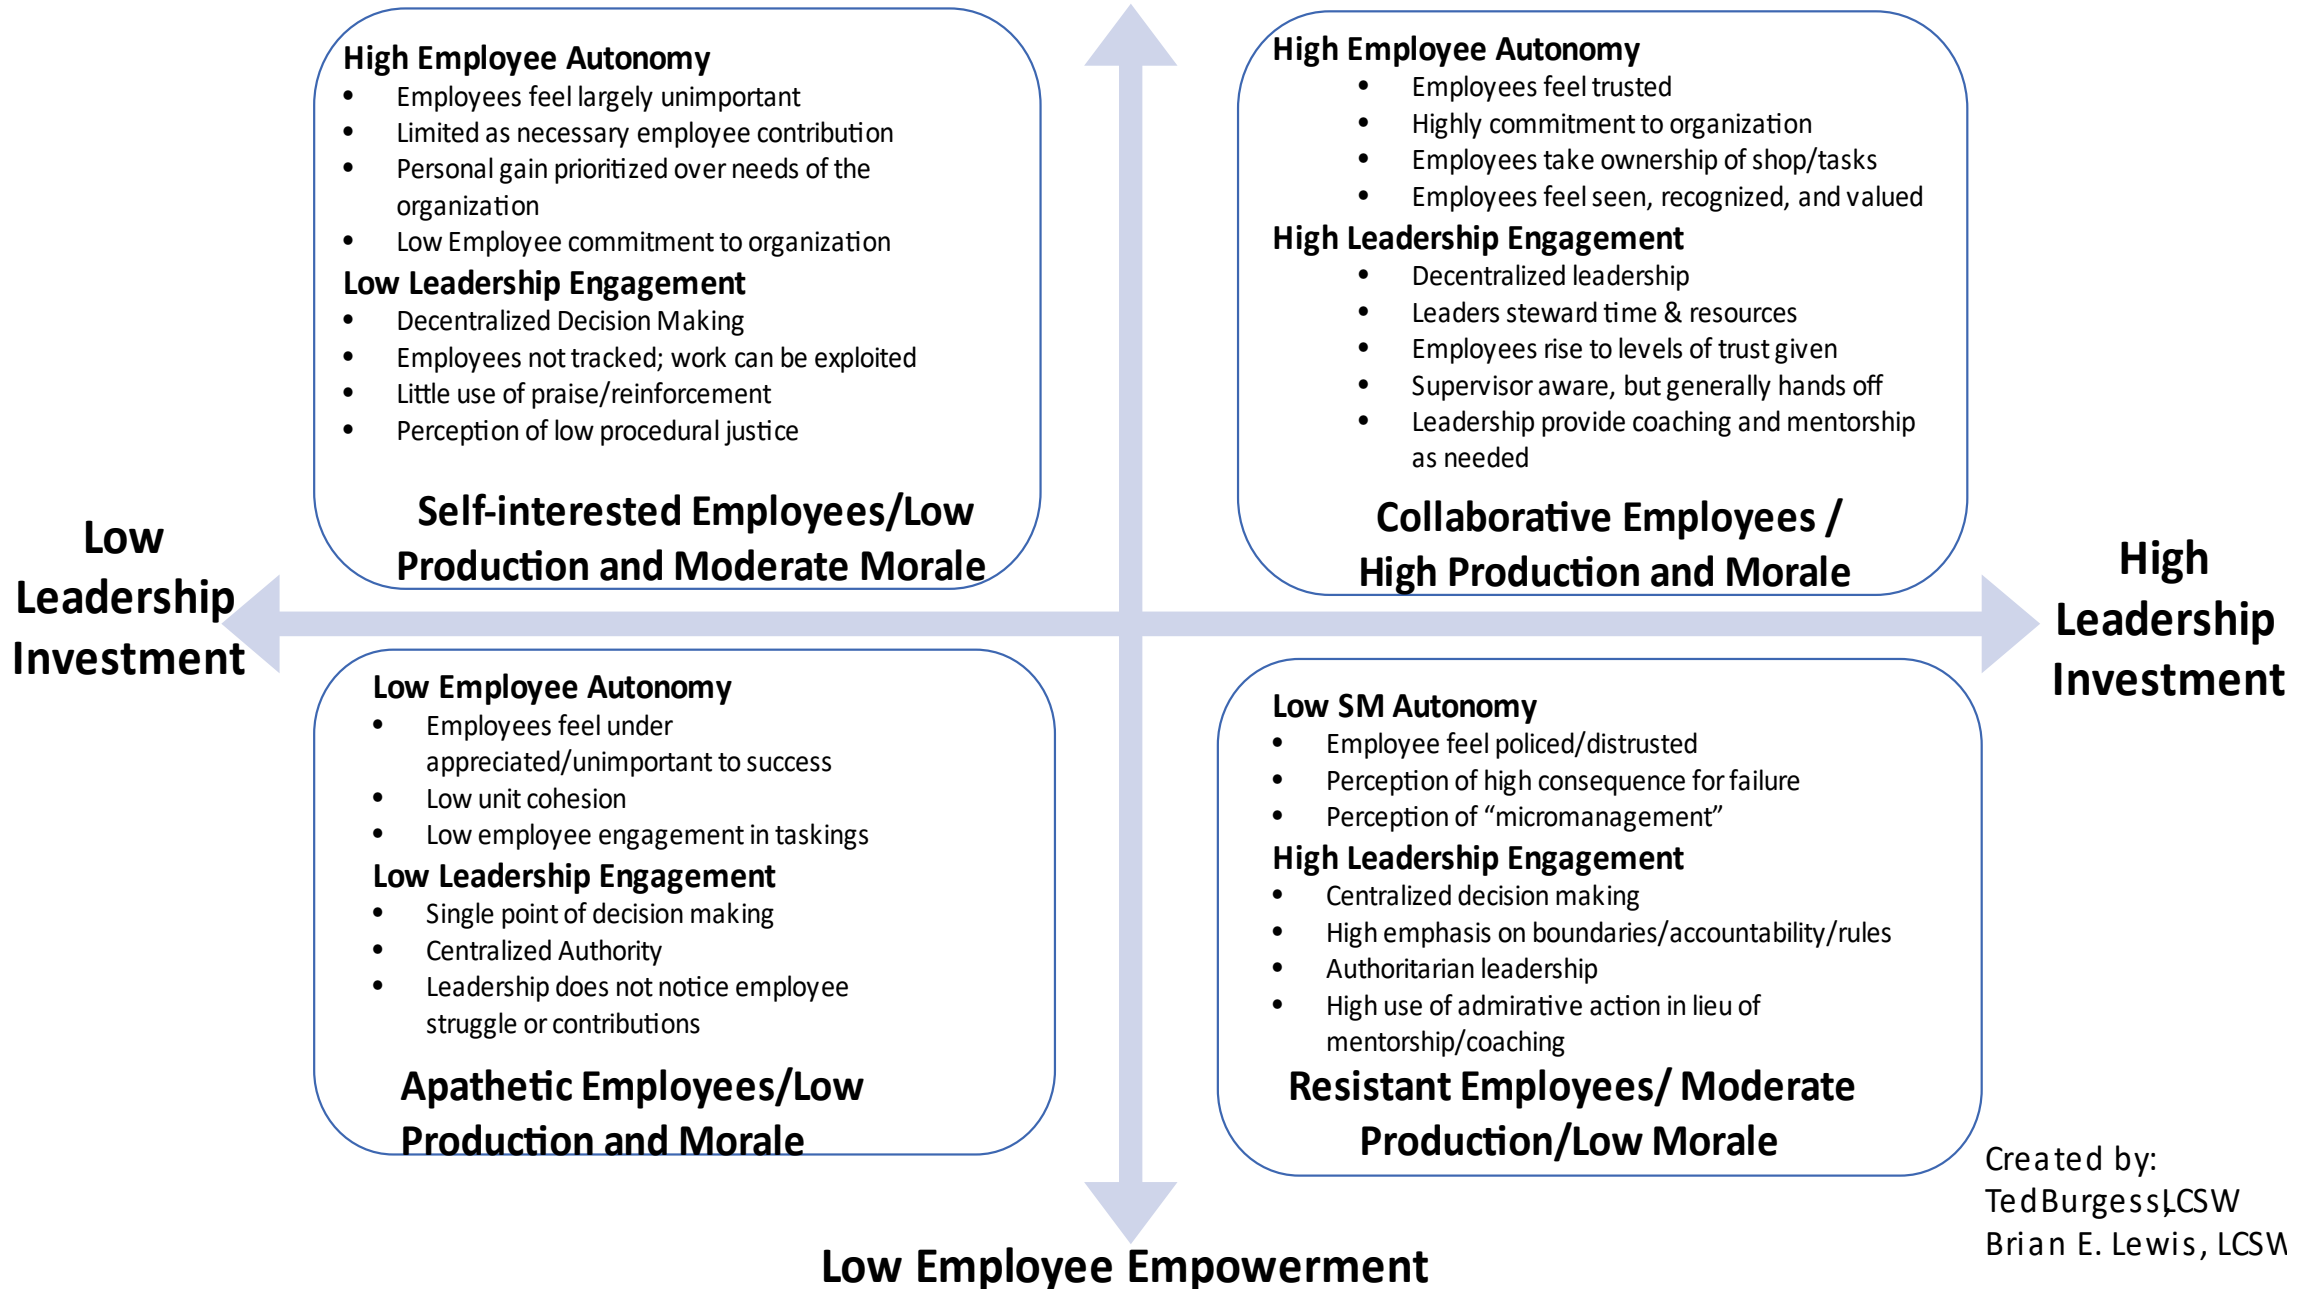 High Employee Autonomy
• Employees feel largely unimportant
• Limited as necessary employee contribution
• Personal gain prioritized over needs of the
organization
• Low Employee commitment to organization
Low Leadership Engagement
• Decentralized Decision Making
• Employees not tracked; work can be exploited
• Little use of praise/reinforcement
• Perception of low procedural justice
Self-interested Employees/Low
Production and Moderate Morale
High Employee Autonomy
• Employees feel trusted
• Highly commitment to organization
• Employees take ownership of shop/tasks
• Employees feel seen, recognized, and valued
High Leadership Engagement
• Decentralized leadership
• Leaders steward time & resources
• Employees rise to levels of trust given
• Supervisor aware, but generally hands off
• Leadership provide coaching and mentorship
as needed
Collaborative Employees /
High Production and Morale
Low
Leadership
Investment
High
Leadership
Investment
Low Employee Autonomy
• Employees feel under
appreciated/unimportant to success
• Low unit cohesion
• Low employee engagement in taskings
Low Leadership Engagement
• Single point of decision making
• Centralized Authority
• Leadership does not notice employee
struggle or contributions
Apathetic Employees/Low
Production and Morale
Low SM Autonomy
• Employee feel policed/distrusted
• Perception of high consequence for failure
• Perception of “micromanagement”
High Leadership Engagement
• Centralized decision making
• High emphasis on boundaries/accountability/rules
• Authoritarian leadership
• High use of admirative action in lieu of
mentorship/coaching
Resistant Employees/ Moderate
Production/Low Morale
Created by:
Ted Burgess, LCSW
Brian E. Lewis, LCSW
Low Employee Empowerment